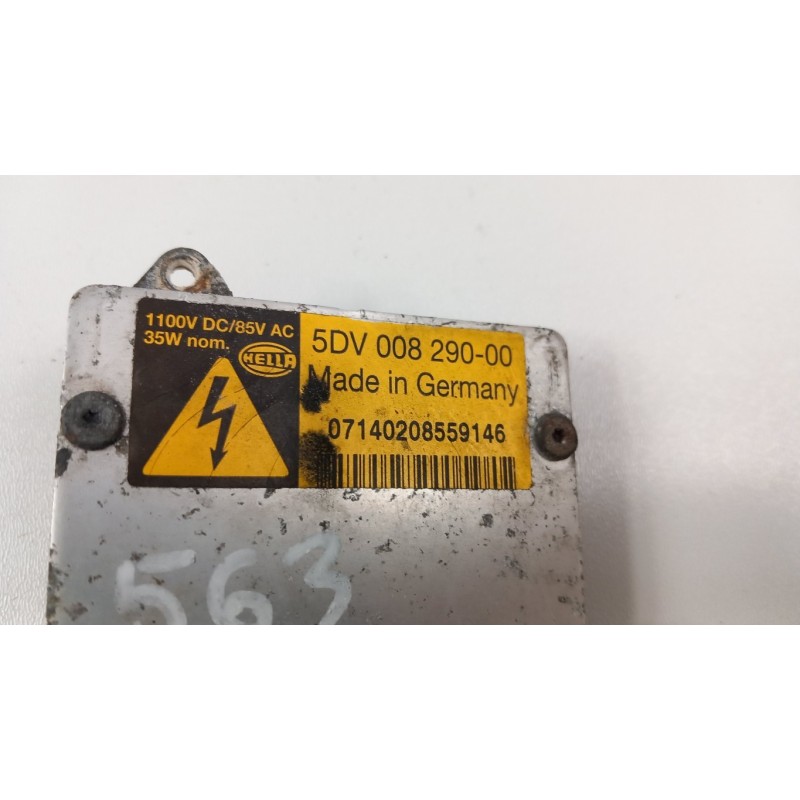 1100V DC/85V AC
35W nom.
HELLA
5DV 008 290-00
Made in Germany
07140208559146
563